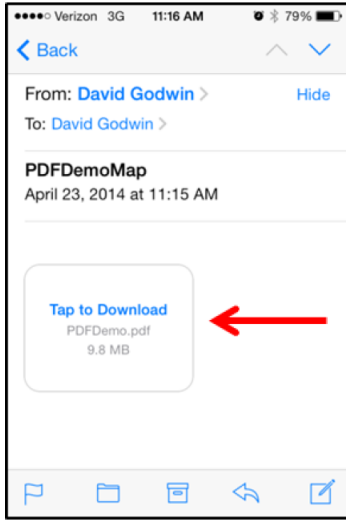 Verizon 3G 11:16 AM 79%
Back
From: David Godwin Hide
To: David Godwin
PDFDemoMap
April 23, 2014 at 11:15 AM
Tap to Download
PDFDemo.pdf
9.8 MB